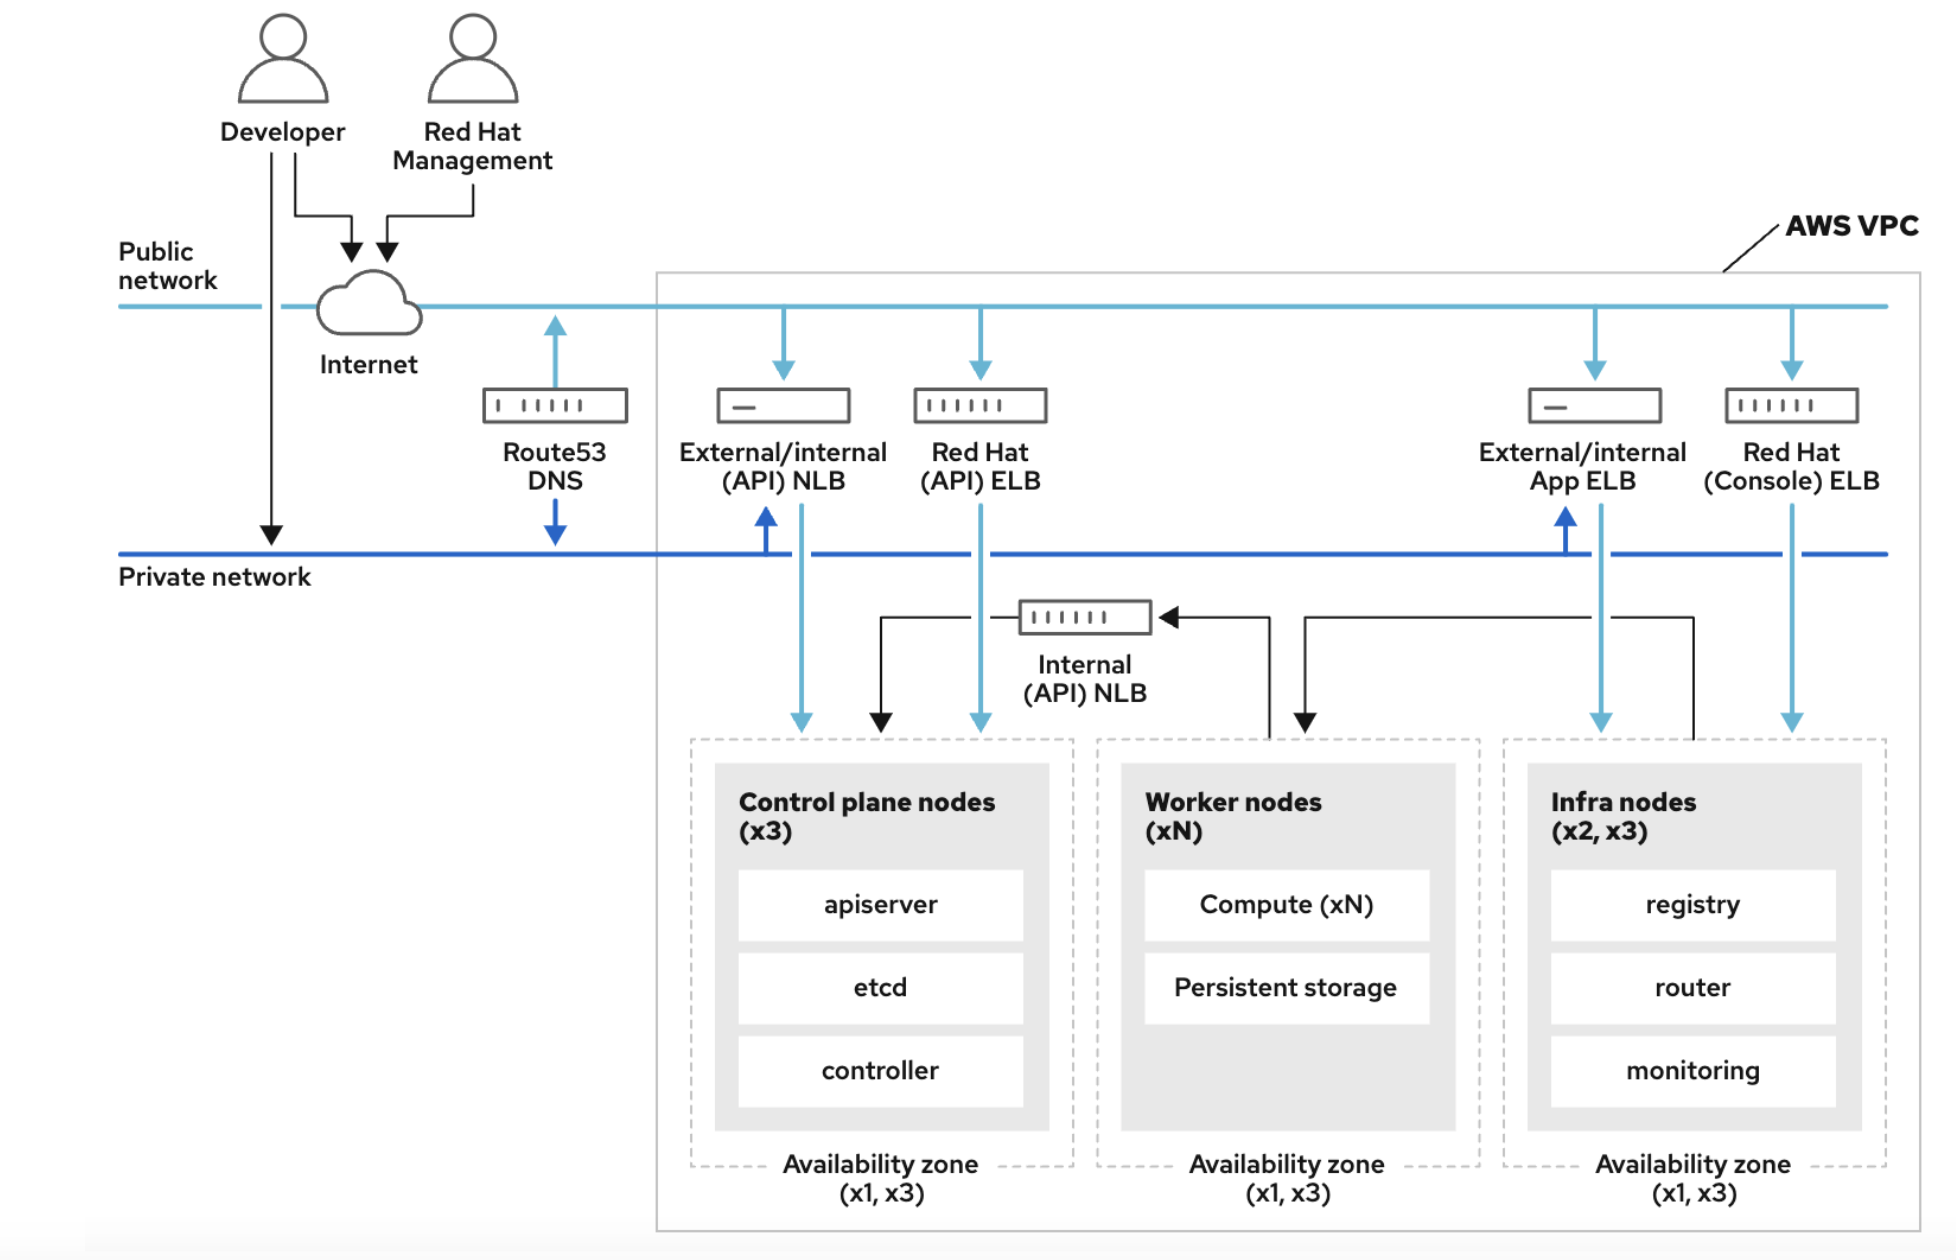 Developer
Red Hat
Management
AWS VPC
Public
network
Internet
Route53
DNS
External/internal
(API) NLB
Red Hat
(API) ELB
External/internal
App ELB
Red Hat
(Console) ELB
Private network
Internal
(API) NLB
Control plane nodes
(x3)
apiserver
etcd
controller
Availability zone
(x1, x3)
Worker nodes
(xN)
Compute (xN)
Persistent storage
Availability zone
(x1, x3)
Infra nodes
(x2, x3)
registry
router
monitoring
Availability zone
(x1, x3)